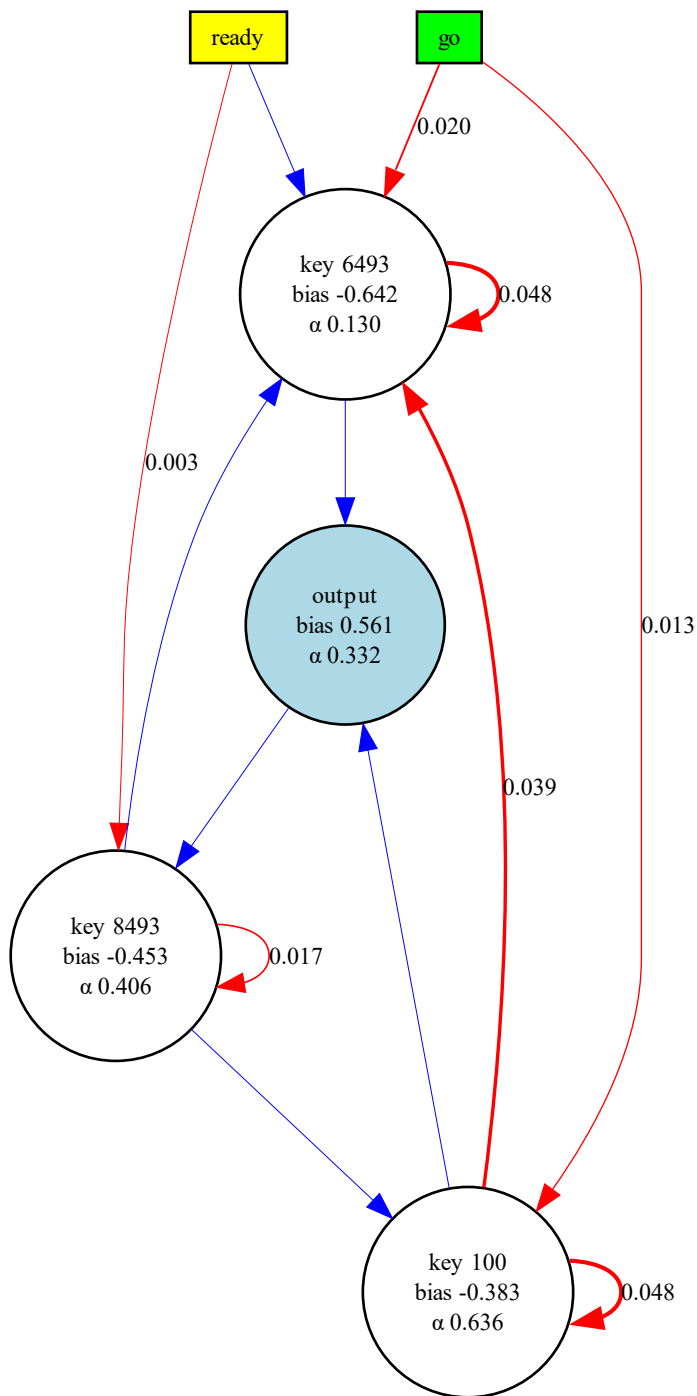 ready
go
0.020
key 6493
bias -0.642
α 0.130
0.048
0.003
output
bias 0.561
α 0.332
0.013
0.039
key 8493
bias -0.453
α 0.406
0.017
key 100
bias -0.383
α 0.636
0.048